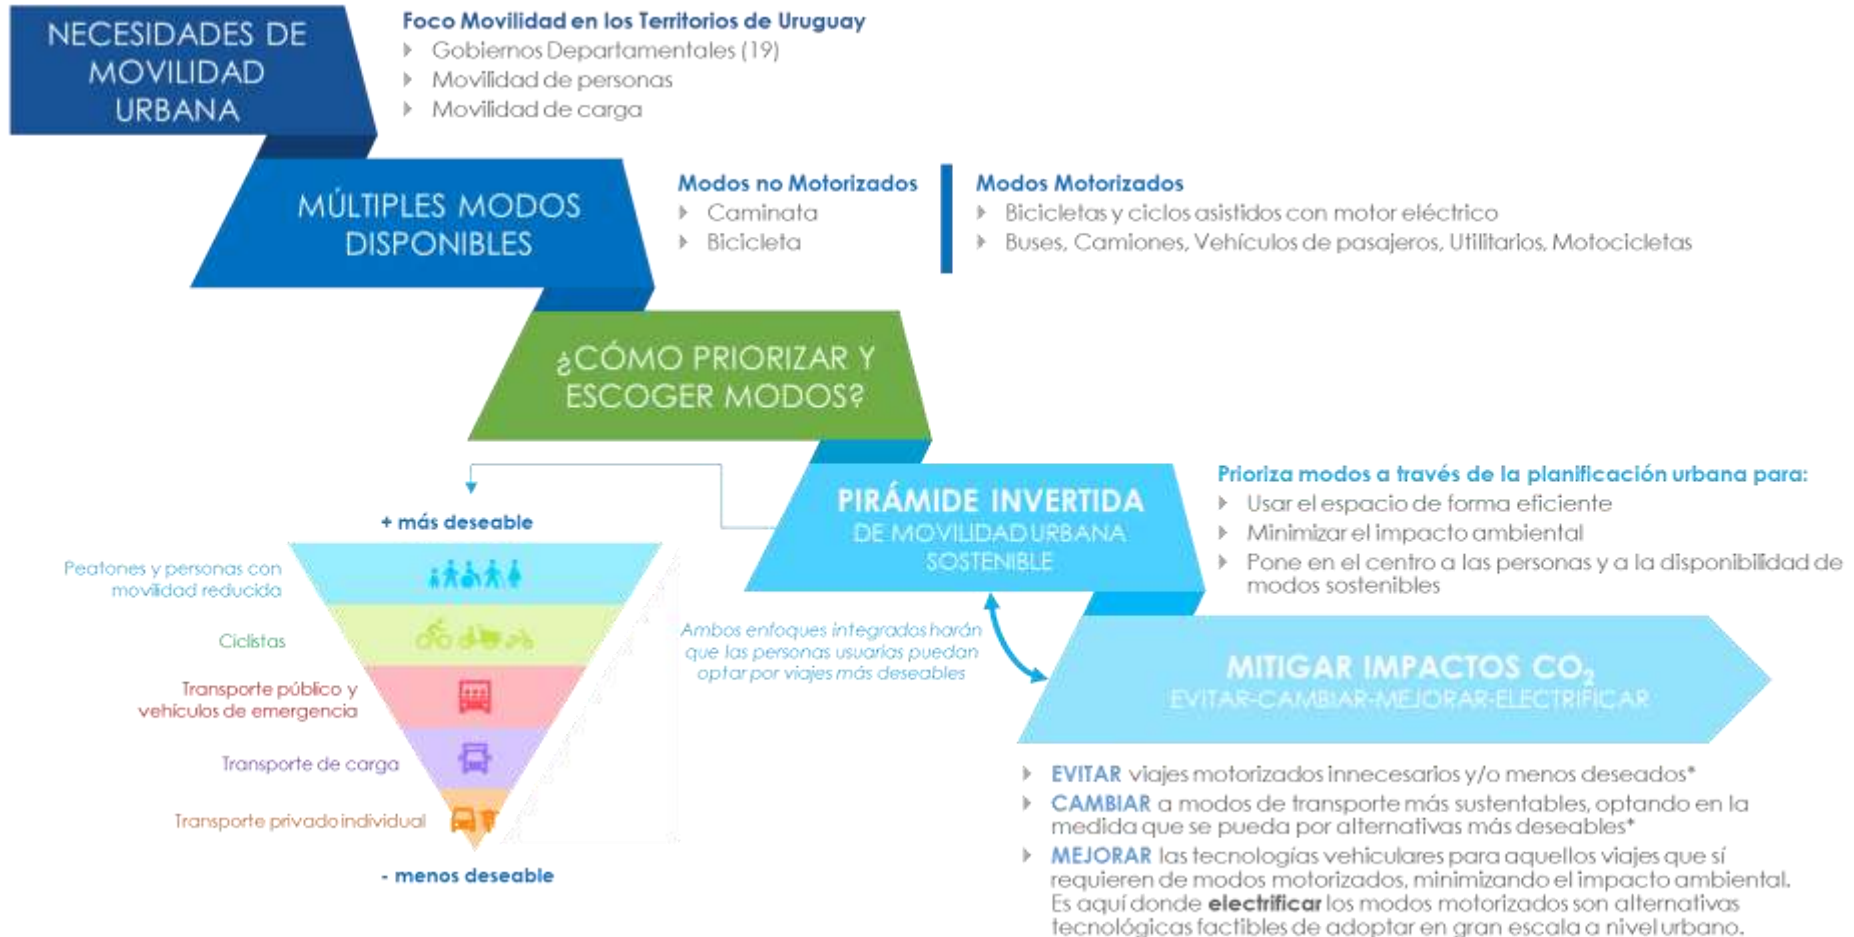 NECESIDADES DE
MOVILIDAD
URBANA
Foco Movilidad en los Territorios de Uruguay
Gobiernos Departamentales (19)
Movilidad de personas
Movilidad de carga
MÚLTIPLES MODOS
DISPONIBLES
Modos no Motorizados
Caminata
Bicicleta
Modos Motorizados
Bicicletas y ciclos asistidos con motor eléctrico
Buses, Camiones, Vehículos de pasajeros, Utilitarios, Motocicletas
¿CÓMO PRIORIZAR Y
ESCOGER MODOS?
PIRÁMIDE INVERTIDA
DE MOVILIDAD URBANA
SOSTENIBLE
Prioriza modos a través de la planificación urbana para:
Usar el espacio de forma eficiente
Minimizar el impacto ambiental
Pone en el centro a las personas y a la disponibilidad de
modos sostenibles
+ más deseable
Peatones y personas con
movilidad reducida
Ciclistas
Transporte público y
vehículos de emergencia
Transporte de carga
Transporte privado individual
- menos deseable
Ambos enfoques integrados harán
que las personas usuarias puedan
optar por viajes más deseables
MITIGAR IMPACTOS CO₂
EVITAR-CAMBIAR-MEJORAR-ELECTRIFICAR
EVITAR viajes motorizados innecesarios y/o menos deseados*
CAMBIAR a modos de transporte más sustentables, optando en la
medida que se pueda por alternativas más deseables*
MEJORAR las tecnologías vehiculares para aquellos viajes que sí
requieren de modos motorizados, minimizando el impacto ambiental.
Es aquí donde electrificar los modos motorizados son alternativas
tecnológicas factibles de adoptar en gran escala a nivel urbano.